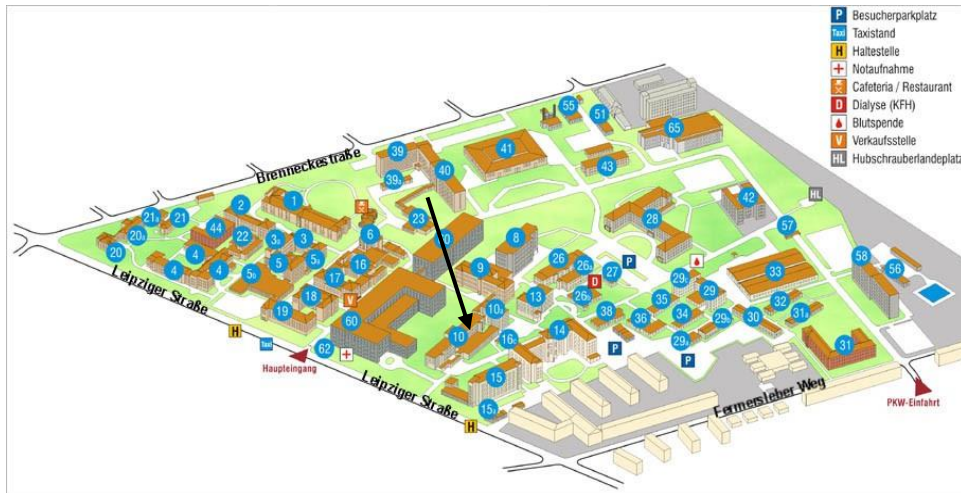 P Besucherparkplatz
Taxi Taxistand
H Haltestelle
Notaufnahme
Cafeteria / Restaurant
D Dialyse (KFH)
Blutspende
V Verkaufsstelle
HL Hubschrauberlandeplatz
55
51
65
41
39
40
43
39a
Brenneckestraße
42
HL
1
2
21a
21
23
28
57
20a
44
22
3a
3
6
8
20
4
4
4
5b
5
5a
16
17
9
26
26a
27
P
58
56
D
29c
33
Leipziger Straße
19
18
V
60
10a
13
26b
35
29
38
36
34
29b
30
32
31a
H
Taxi
62
Haupteingang
10
16c
14
29a
31
P
P
Leipziger Straße
15
15a
H
Fermersleber Weg
PKW-Einfahrt